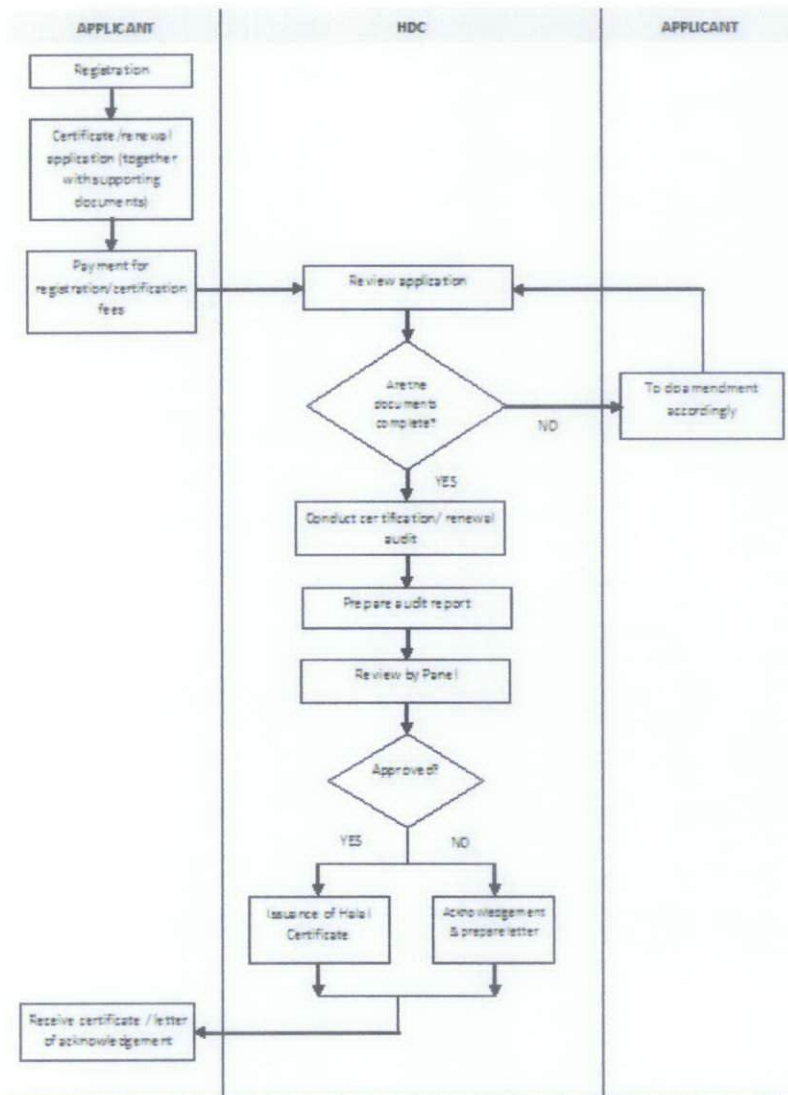 APPLICANT
HDC
APPLICANT
Registration
Certificate/renewal
application (together
with supporting
documents)
Payment for
registration/certification
fees
Review application
Are the
documents
complete?
NO
To do amendment
accordingly
YES
Conduct certification/ renewal
audit
Prepare audit report
Review by Panel
Approved?
YES
NO
Issuance of Halal
Certificate
Acknowledgement
& prepare letter
Receive certificate / letter
of acknowledgement